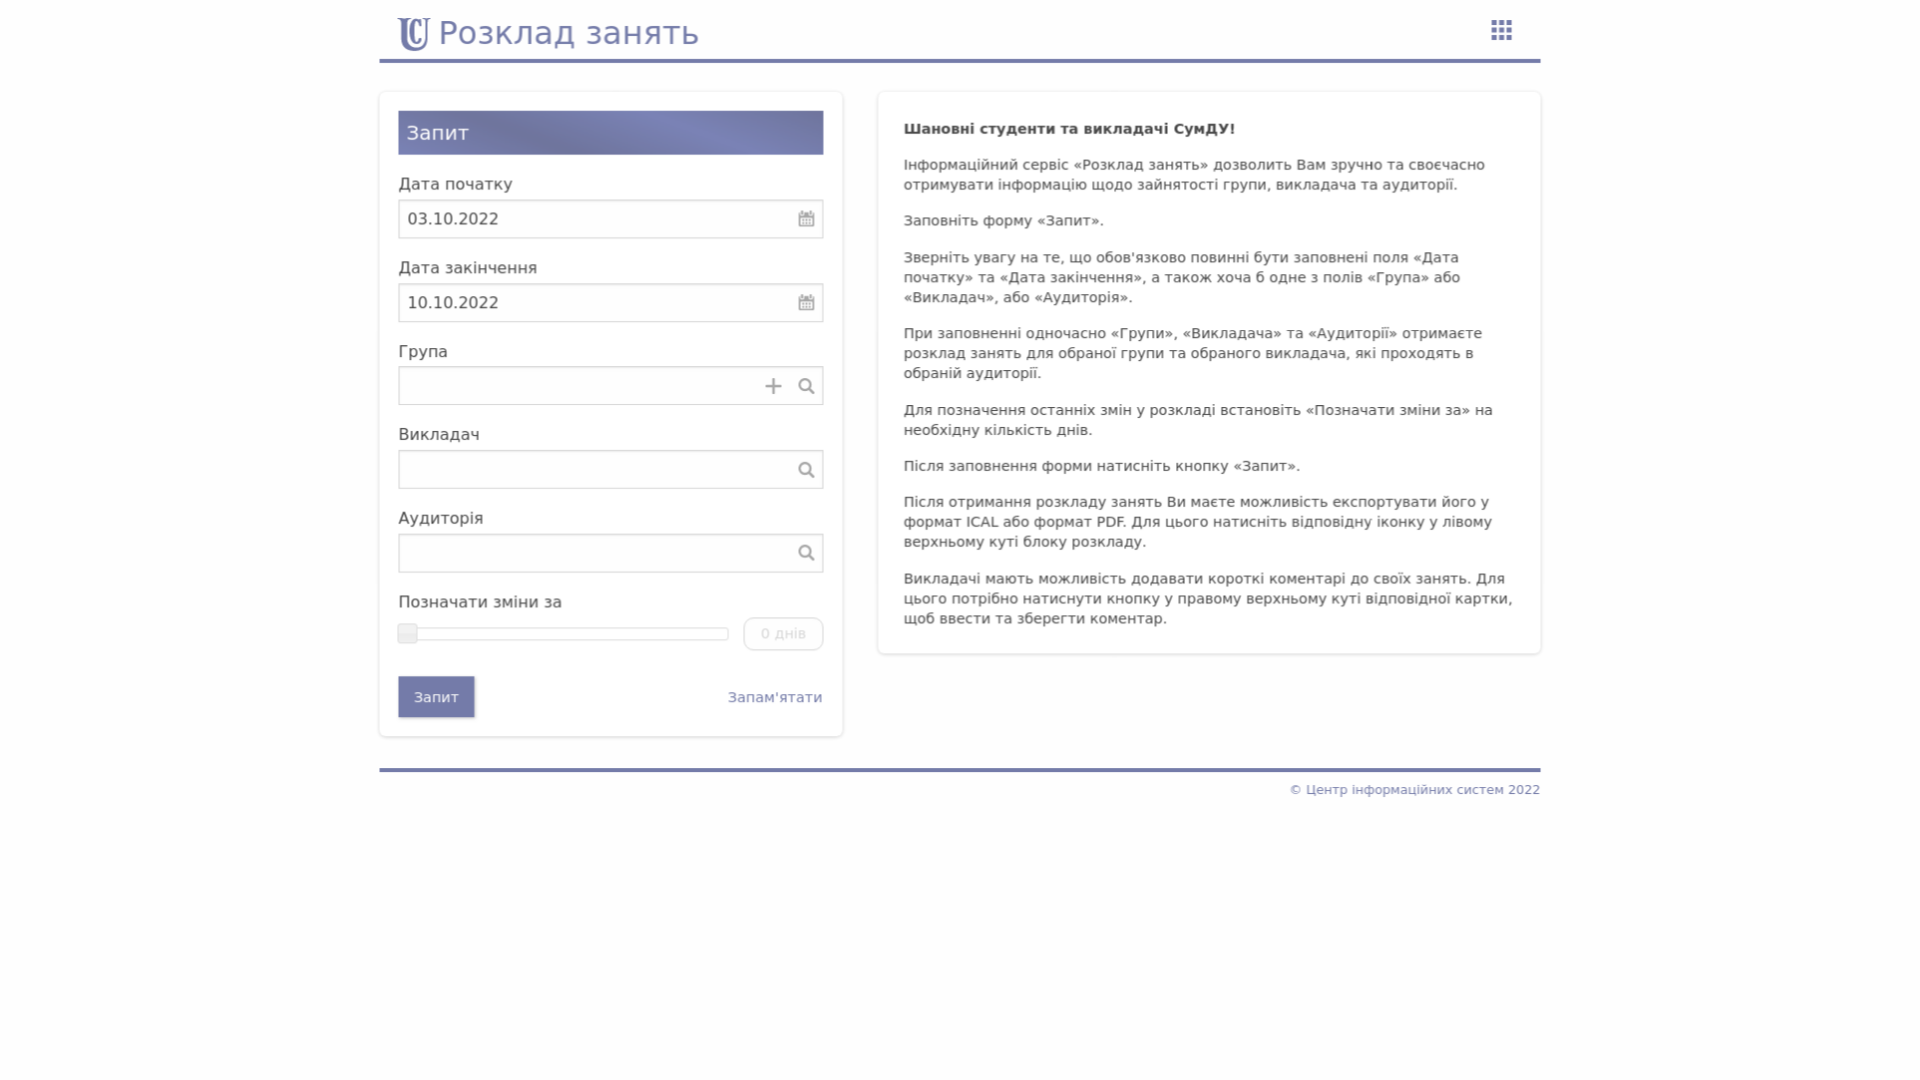 Розклад занять
Запит
Дата початку
03.10.2022
Дата закінчення
10.10.2022
Група
Викладач
Аудиторія
Позначати зміни за
0 днів
Запит
Запам'ятати
Шановні студенти та викладачі СумДУ!
Інформаційний сервіс «Розклад занять» дозволить Вам зручно та своєчасно
отримувати інформацію щодо зайнятості групи, викладача та аудиторії.
Заповніть форму «Запит».
Зверніть увагу на те, що обов'язково повинні бути заповнені поля «Дата
початку» та «Дата закінчення», а також хоча б одне з полів «Група» або
«Викладач», або «Аудиторія».
При заповненні одночасно «Групи», «Викладача» та «Аудиторії» отримаєте
розклад занять для обраної групи та обраного викладача, які проходять в
обраній аудиторії.
Для позначення останніх змін у розкладі встановіть «Позначати зміни за» на
необхідну кількість днів.
Після заповнення форми натисніть кнопку «Запит».
Після отримання розкладу занять Ви маєте можливість експортувати його у
формат ICAL або формат PDF. Для цього натисніть відповідну іконку у лівому
верхньому куті блоку розкладу.
Викладачі мають можливість додавати короткі коментарі до своїх занять. Для
цього потрібно натиснути кнопку у правому верхньому куті відповідної картки,
щоб ввести та зберегти коментар.
© Центр інформаційних систем 2022